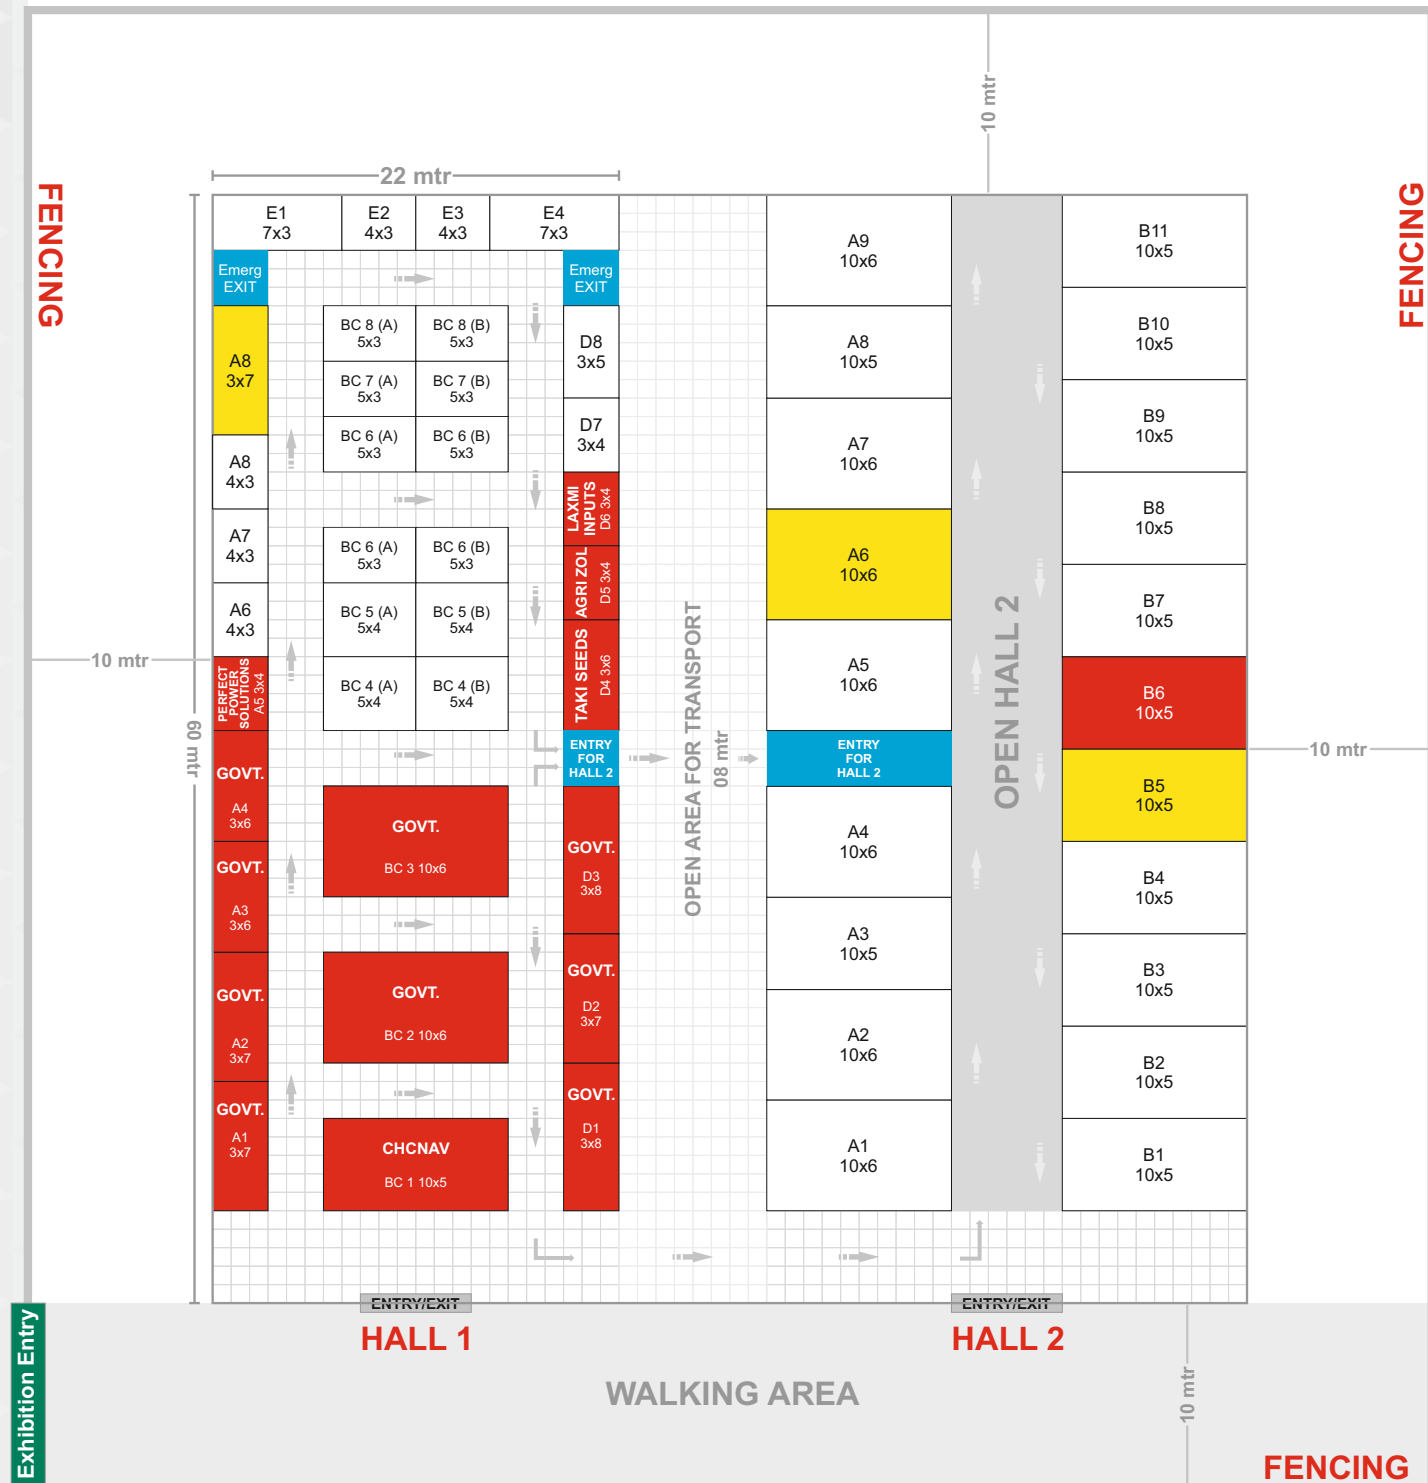 10 mtr
FENCING
FENCING
22 mtr
E1
7x3
E2
4x3
E3
4x3
E4
7x3
Emerg
EXIT
Emerg
EXIT
A8
3x7
A8
4x3
A7
4x3
A6
4x3
PERFECT
POWER
SOLUTIONS
A5 3x4
GOVT.
A4
3x6
GOVT.
A3
3x6
GOVT.
A2
3x7
GOVT.
A1
3x7
10 mtr
60 mtr
BC 8 (A)
5x3
BC 8 (B)
5x3
BC 7 (A)
5x3
BC 7 (B)
5x3
BC 6 (A)
5x3
BC 6 (B)
5x3
BC 6 (A)
5x3
BC 6 (B)
5x3
BC 5 (A)
5x4
BC 5 (B)
5x4
BC 4 (A)
5x4
BC 4 (B)
5x4
GOVT.
BC 3 10x6
GOVT.
BC 2 10x6
CHCNAV
BC 1 10x5
D8
3x5
D7
3x4
LAXMI
INPUTS
D6 3x4
AGRI ZOL
D5 3x4
TAKI SEEDS
D4 3x6
ENTRY
FOR
HALL 2
GOVT.
D3
3x8
GOVT.
D2
3x7
GOVT.
D1
3x8
OPEN AREA FOR TRANSPORT
08 mtr
A9
10x6
A8
10x5
A7
10x6
A6
10x6
A5
10x6
ENTRY
FOR
HALL 2
A4
10x6
A3
10x5
A2
10x6
A1
10x6
OPEN HALL 2
B11
10x5
B10
10x5
B9
10x5
B8
10x5
B7
10x5
B6
10x5
B5
10x5
B4
10x5
B3
10x5
B2
10x5
B1
10x5
10 mtr
ENTRY/EXIT
ENTRY/EXIT
HALL 1
HALL 2
Exhibition Entry
WALKING AREA
10 mtr
FENCING